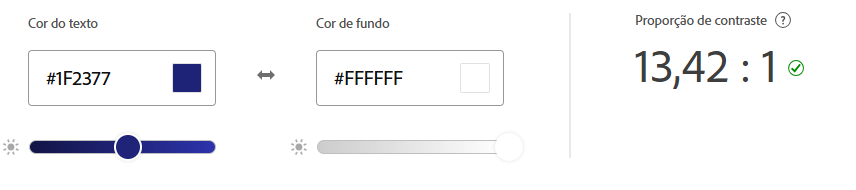 Cor do texto
#1F2377
Cor de fundo
#FFFFFF
Proporção de contraste ?
13,42 : 1